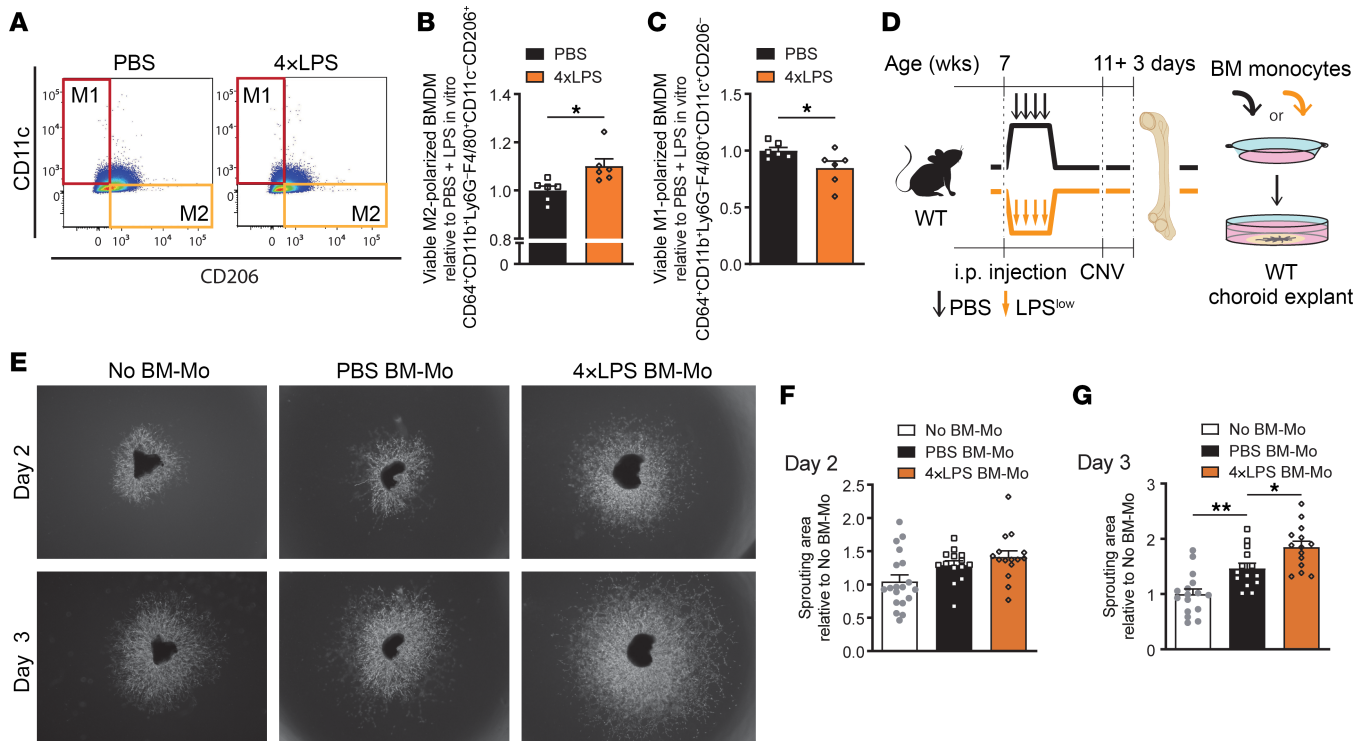 A
PBS
4×LPS
CD11c
10⁵
10⁴
10³
0
M1
M2
0 10³ 10⁵
10⁵
10⁴
10³
0
M1
M2
0 10³ 10⁵
CD206
B
PBS
4xLPS
Viable M2-polarized BMDM
relative to PBS + LPS in vitro
CD64⁺CD11b⁺Ly6G⁻F4/80⁺CD11c⁻CD206⁺
1.4
1.2
1.0
0.8
0
*
C
PBS
4xLPS
Viable M1-polarized BMDM
relative to PBS + LPS in vitro
CD64⁺CD11b⁺Ly6G⁻F4/80⁺CD11c⁺CD206⁻
1.5
1.0
0.5
0.0
*
D
Age (wks) 7 11+ 3 days
WT
i.p. injection CNV
PBS LPSˡᵒʷ
BM monocytes
or
WT
choroid explant
E
No BM-Mo PBS BM-Mo 4×LPS BM-Mo
Day 2
Day 3
F
No BM-Mo
PBS BM-Mo
4×LPS BM-Mo
Day 2
Sprouting area
relative to No BM-Mo
2.5
2.0
1.5
1.0
0.5
0.0
G
No BM-Mo
PBS BM-Mo
4×LPS BM-Mo
Day 3
Sprouting area
relative to No BM-Mo
3
2
1
0
**
*